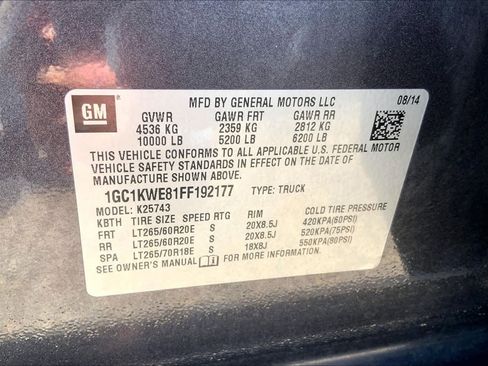 GM
MFD BY GENERAL MOTORS LLC 08/14
GVWR GAWR FRT GAWR RR
4536 KG 2359 KG 2812 KG
10000 LB 5200 LB 6200 LB
THIS VEHICLE CONFORMS TO ALL APPLICABLE U.S. FEDERAL MOTOR
VEHICLE SAFETY STANDARDS IN EFFECT ON THE DATE OF
MANUFACTURE SHOWN ABOVE.
1GC1KWE81FF192177 TYPE: TRUCK
MODEL: K25743
KBTH TIRE SIZE SPEED RTG RIM COLD TIRE PRESSURE
FRT LT265/60R20E S 20X8.5J 420KPA(60PSI)
RR LT265/60R20E S 20X8.5J 520KPA(75PSI)
SPA LT265/70R18E S 18X8J 550KPA(80PSI)
SEE OWNER'S MANUAL FOR MORE INFORMATION.